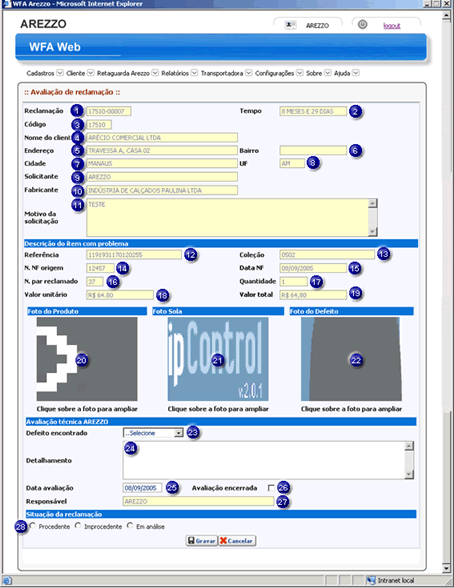 WFA Arezzo - Microsoft Internet Explorer
AREZZO
AREZZO logout
WFA Web
Cadastros Cliente Retaguarda Arezzo Relatórios Transportadora Configurações Sobre Ajuda
:: Avaliação de reclamação ::
Reclamação 1 17510-00007 Tempo 8 MESES E 29 DIAS 2
Código 3 17510
Nome do client 4 ARÉCIO COMERCIAL LTDA
Endereço 5 TRAVESSA A, CASA 02 Bairro 6
Cidade 7 MANAUS UF AM 8
Solicitante 9 AREZZO
Fabricante 10 INDÚSTRIA DE CALÇADOS PAULINA LTDA
Motivo da solicitação 11 TESTE
Descrição do ítem com problema
Referência 1191931170120255 12 Coleção 0502 13
N. NF origem 12457 14 Data NF 08/09/2005 15
N. par reclamado 37 16 Quantidade 1 17
Valor unitário R$ 64,80 18 Valor total R$ 64,80 19
Foto do Produto Foto Sola Foto do Defeito
20 ipControl v.2.0.1 21 22
Clique sobre a foto para ampliar Clique sobre a foto para ampliar Clique sobre a foto para ampliar
Avaliação técnica AREZZO
Defeito encontrado ..Selecione 23
Detalhamento 24
Data avaliação 08/09/2005 25 Avaliação encerrada 26
Responsável AREZZO 27
Situação da reclamação
28 Procedente Improcedente Em análise
Gravar Cancelar
Intranet local